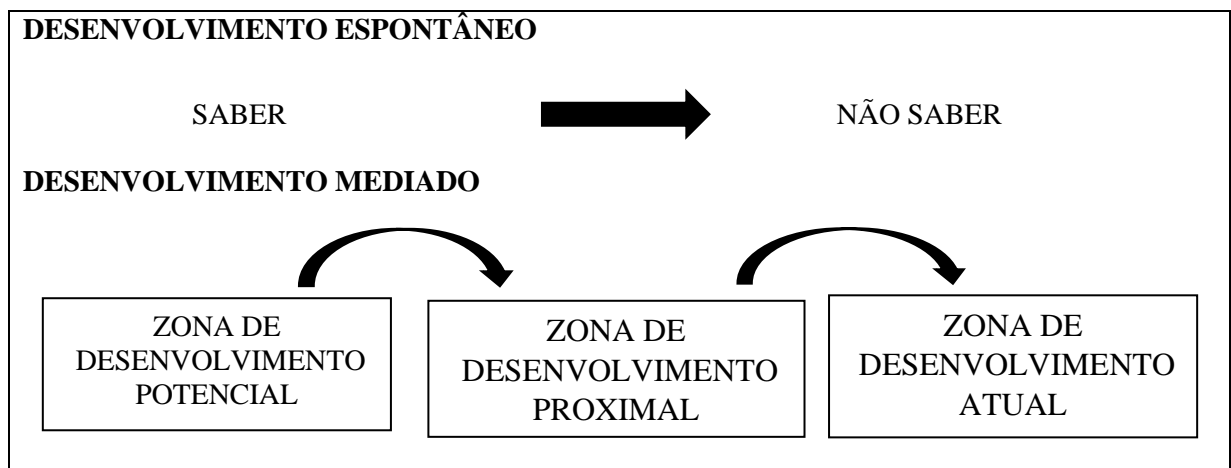 DESENVOLVIMENTO ESPONTÂNEO
SABER
NÃO SABER
DESENVOLVIMENTO MEDIADO
ZONA DE
DESENVOLVIMENTO
POTENCIAL
ZONA DE
DESENVOLVIMENTO
PROXIMAL
ZONA DE
DESENVOLVIMENTO
ATUAL